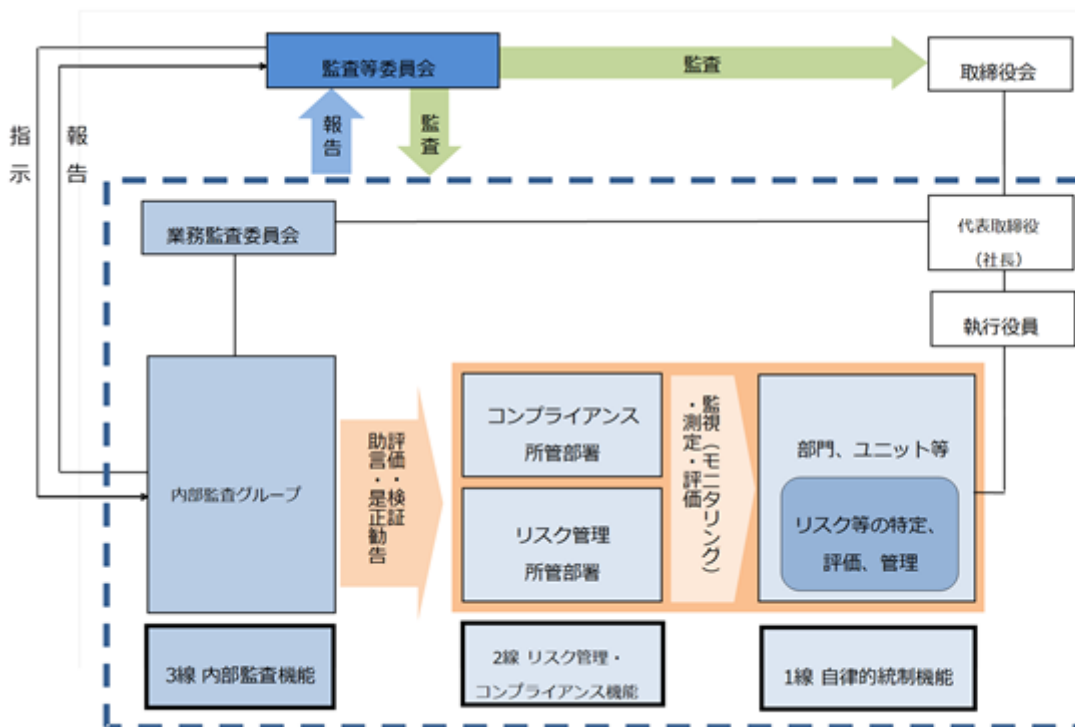 監査等委員会
監査
取締役会
指示
報告
報告
監査
業務監査委員会
代表取締役
（社長）
執行役員
内部監査グループ
評価・検証
助言・是正勧告
コンプライアンス
所管部署
リスク管理
所管部署
監視（モニタリング）
・測定・評価
部門、ユニット等
リスク等の特定、
評価、管理
3線 内部監査機能
2線 リスク管理・
コンプライアンス機能
1線 自律的統制機能